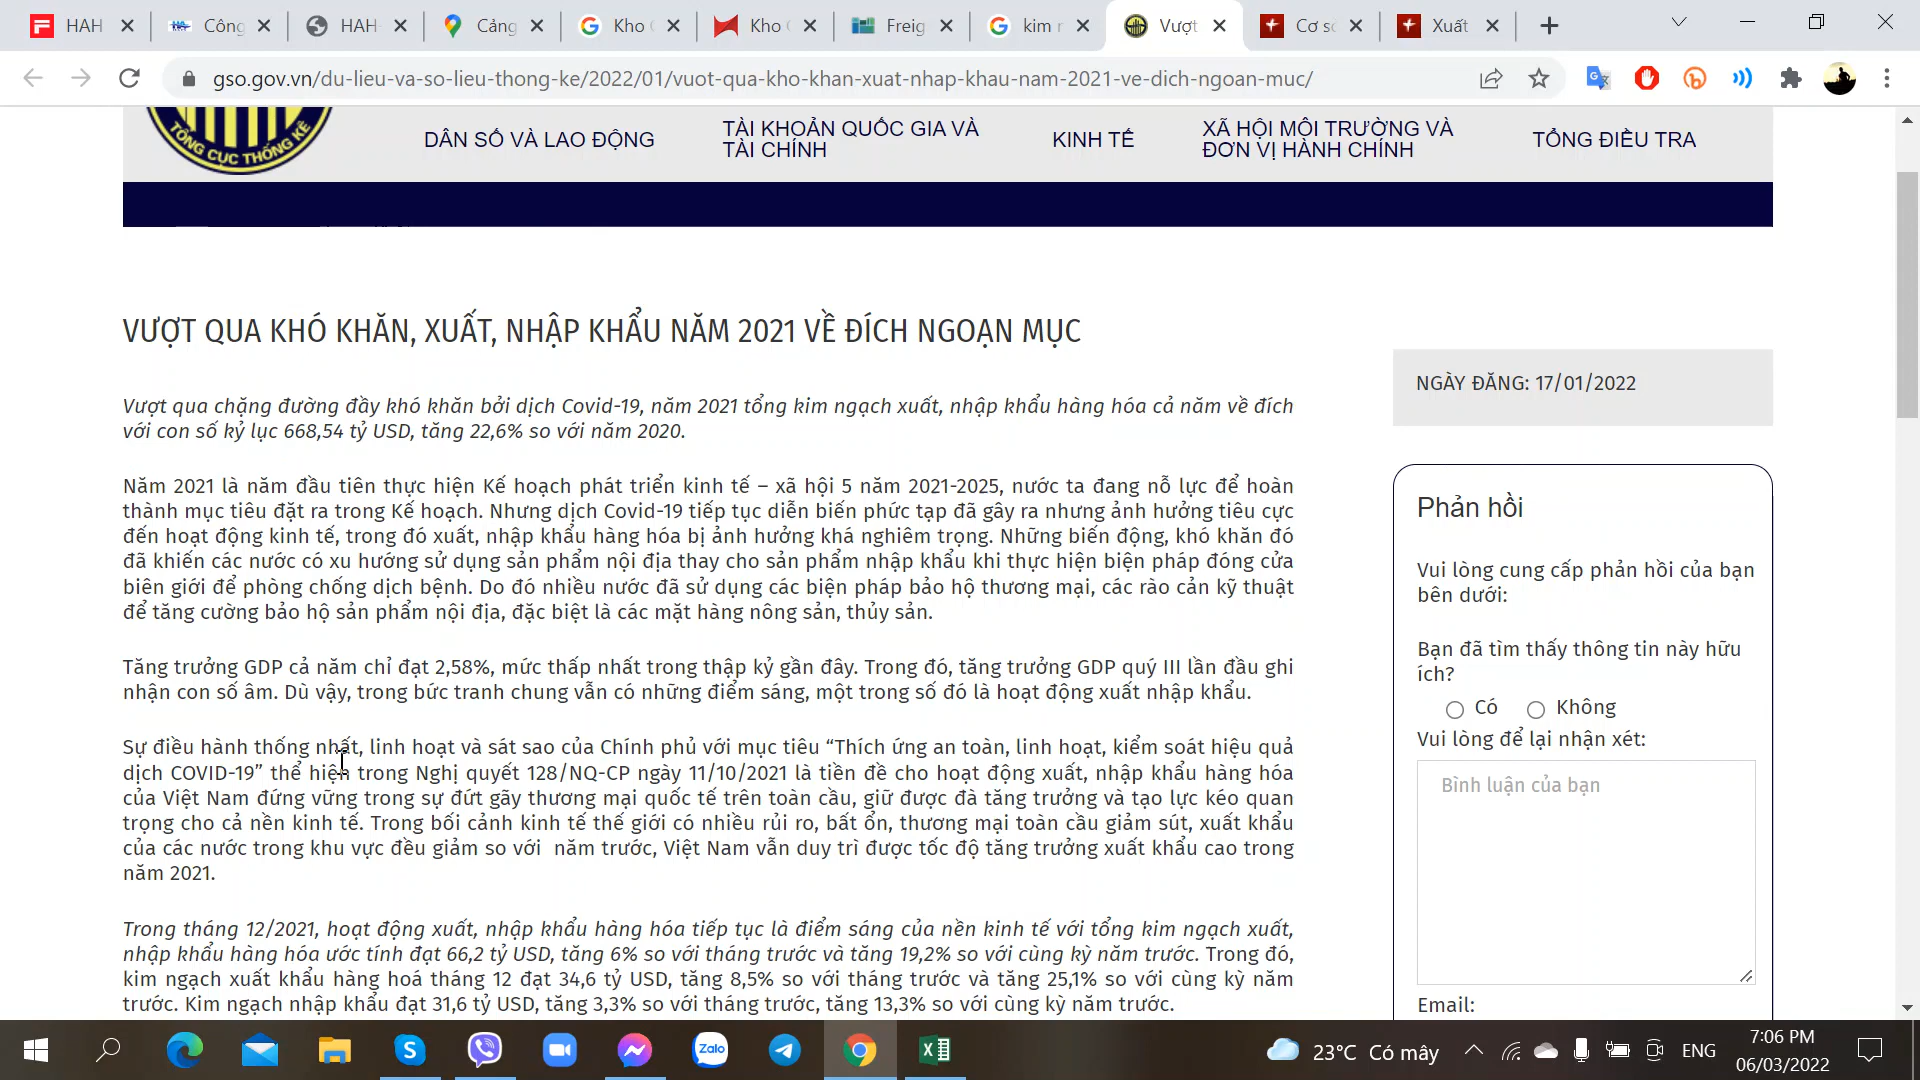 HAH
Công
HAH
Cảng
Kho
Kho
Freig
kim
Vượt
Cơ
Xuất
gso.gov.vn/du-lieu-va-so-lieu-thong-ke/2022/01/vuot-qua-kho-khan-xuat-nhap-khau-nam-2021-ve-dich-ngoan-muc/
TỔNG CỤC THỐNG KÊ
DÂN SỐ VÀ LAO ĐỘNG
TÀI KHOẢN QUỐC GIA VÀ
TÀI CHÍNH
KINH TẾ
XÃ HỘI MÔI TRƯỜNG VÀ
ĐƠN VỊ HÀNH CHÍNH
TỔNG ĐIỀU TRA
VƯỢT QUA KHÓ KHĂN, XUẤT, NHẬP KHẨU NĂM 2021 VỀ ĐÍCH NGOẠN MỤC
Vượt qua chặng đường đầy khó khăn bởi dịch Covid-19, năm 2021 tổng kim ngạch xuất, nhập khẩu hàng hóa cả năm về đích
với con số kỷ lục 668,54 tỷ USD, tăng 22,6% so với năm 2020.
Năm 2021 là năm đầu tiên thực hiện Kế hoạch phát triển kinh tế – xã hội 5 năm 2021-2025, nước ta đang nỗ lực để hoàn
thành mục tiêu đặt ra trong Kế hoạch. Nhưng dịch Covid-19 tiếp tục diễn biến phức tạp đã gây ra nhưng ảnh hưởng tiêu cực
đến hoạt động kinh tế, trong đó xuất, nhập khẩu hàng hóa bị ảnh hưởng khá nghiêm trọng. Những biến động, khó khăn đó
đã khiến các nước có xu hướng sử dụng sản phẩm nội địa thay cho sản phẩm nhập khẩu khi thực hiện biện pháp đóng cửa
biên giới để phòng chống dịch bệnh. Do đó nhiều nước đã sử dụng các biện pháp bảo hộ thương mại, các rào cản kỹ thuật
để tăng cường bảo hộ sản phẩm nội địa, đặc biệt là các mặt hàng nông sản, thủy sản.
Tăng trưởng GDP cả năm chỉ đạt 2,58%, mức thấp nhất trong thập kỷ gần đây. Trong đó, tăng trưởng GDP quý III lần đầu ghi
nhận con số âm. Dù vậy, trong bức tranh chung vẫn có những điểm sáng, một trong số đó là hoạt động xuất nhập khẩu.
Sự điều hành thống nhất, linh hoạt và sát sao của Chính phủ với mục tiêu “Thích ứng an toàn, linh hoạt, kiểm soát hiệu quả
dịch COVID-19” thể hiện trong Nghị quyết 128/NQ-CP ngày 11/10/2021 là tiền đề cho hoạt động xuất, nhập khẩu hàng hóa
của Việt Nam đứng vững trong sự đứt gãy thương mại quốc tế trên toàn cầu, giữ được đà tăng trưởng và tạo lực kéo quan
trọng cho cả nền kinh tế. Trong bối cảnh kinh tế thế giới có nhiều rủi ro, bất ổn, thương mại toàn cầu giảm sút, xuất khẩu
của các nước trong khu vực đều giảm so với năm trước, Việt Nam vẫn duy trì được tốc độ tăng trưởng xuất khẩu cao trong
năm 2021.
Trong tháng 12/2021, hoạt động xuất, nhập khẩu hàng hóa tiếp tục là điểm sáng của nền kinh tế với tổng kim ngạch xuất,
nhập khẩu hàng hóa ước tính đạt 66,2 tỷ USD, tăng 6% so với tháng trước và tăng 19,2% so với cùng kỳ năm trước. Trong đó,
kim ngạch xuất khẩu hàng hoá tháng 12 đạt 34,6 tỷ USD, tăng 8,5% so với tháng trước và tăng 25,1% so với cùng kỳ năm
trước. Kim ngạch nhập khẩu đạt 31,6 tỷ USD, tăng 3,3% so với tháng trước, tăng 13,3% so với cùng kỳ năm trước.
NGÀY ĐĂNG: 17/01/2022
Phản hồi
Vui lòng cung cấp phản hồi của bạn
bên dưới:
Bạn đã tìm thấy thông tin này hữu
ích?
Có Không
Vui lòng để lại nhận xét:
Bình luận của bạn
Email:
Zalo
23°C Có mây
ENG
7:06 PM
06/03/2022